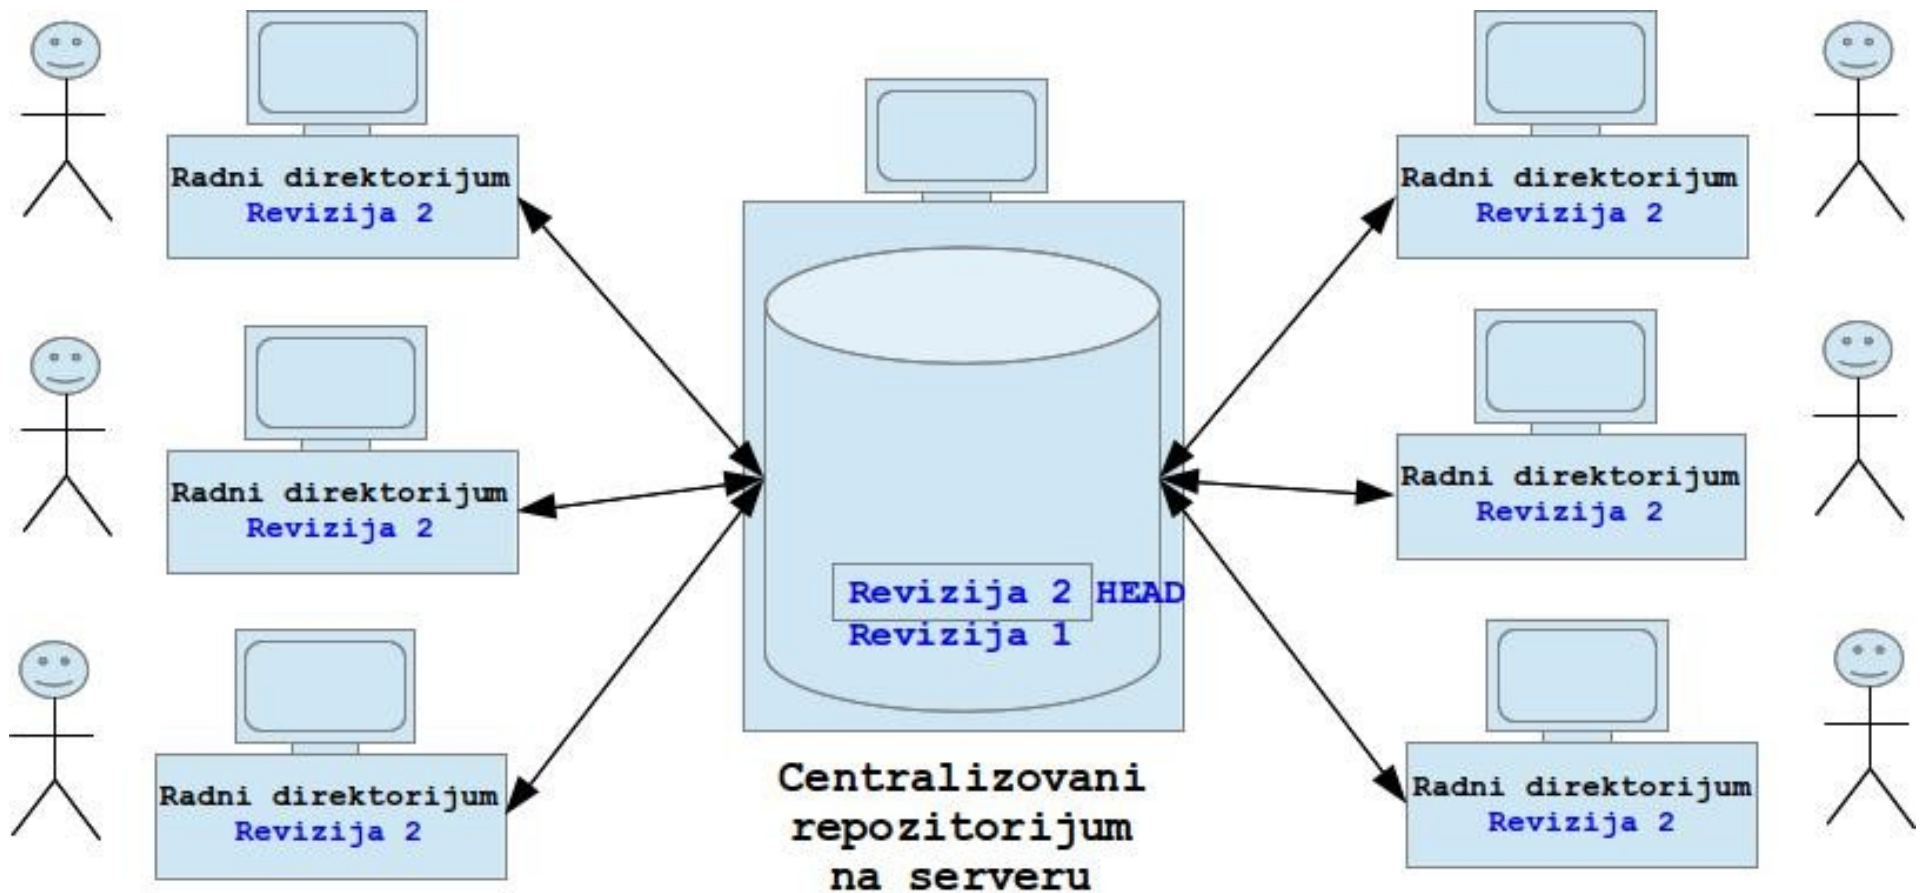 Radni direktorijum
Revizija 2
Radni direktorijum
Revizija 2
Radni direktorijum
Revizija 2
Revizija 2 HEAD
Revizija 1
Centralizovani
repozitorijum
na serveru
Radni direktorijum
Revizija 2
Radni direktorijum
Revizija 2
Radni direktorijum
Revizija 2